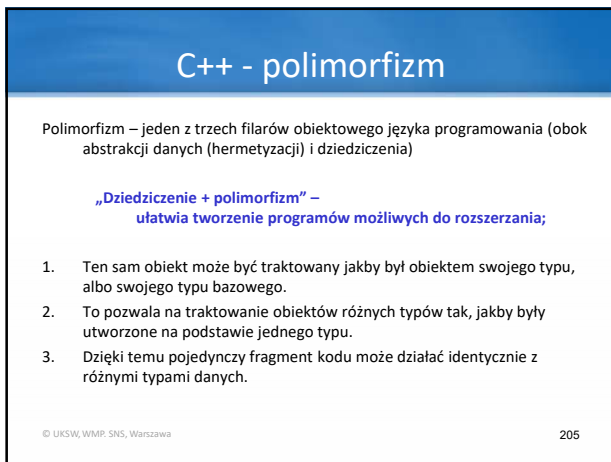 C++ - polimorfizm
Polimorfizm – jeden z trzech filarów obiektowego języka programowania (obok
abstrakcji danych (hermetyzacji) i dziedziczenia)
„Dziedziczenie + polimorfizm” –
ułatwia tworzenie programów możliwych do rozszerzania;
1. Ten sam obiekt może być traktowany jakby był obiektem swojego typu,
albo swojego typu bazowego.
2. To pozwala na traktowanie obiektów różnych typów tak, jakby były
utworzone na podstawie jednego typu.
3. Dzięki temu pojedynczy fragment kodu może działać identycznie z
różnymi typami danych.
© UKSW, WMP. SNS, Warszawa 205